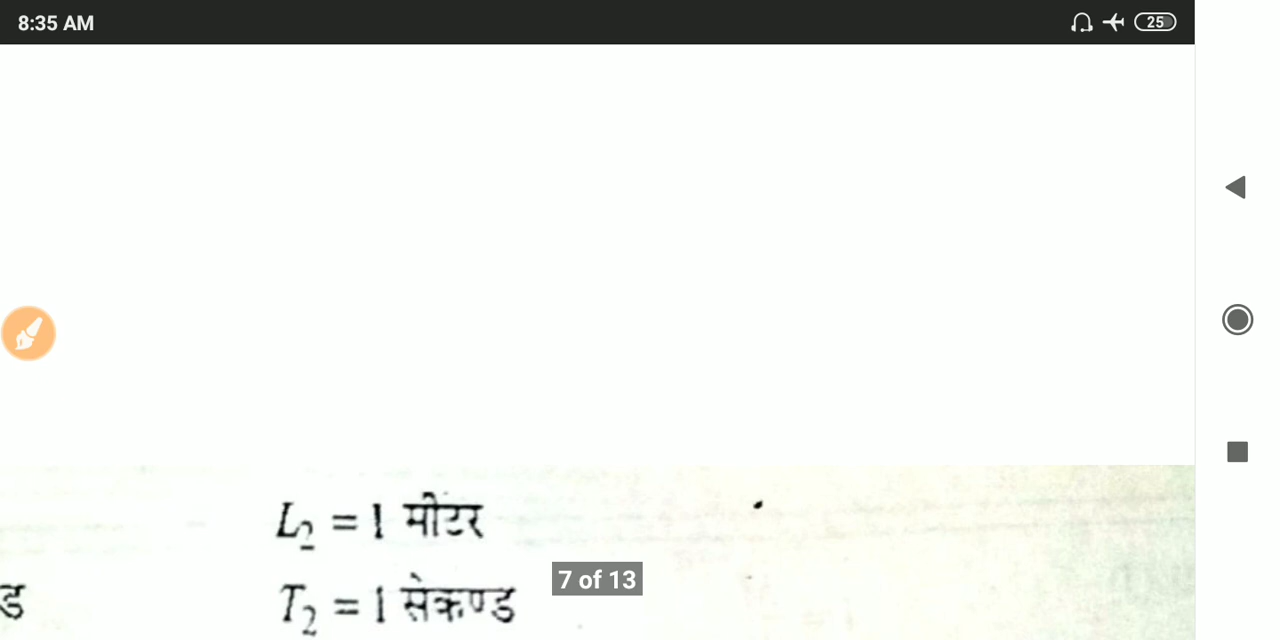 8:35 AM 25
L₂ = 1 मीटर
7 of 13
ड T₂ = 1 सेकण्ड